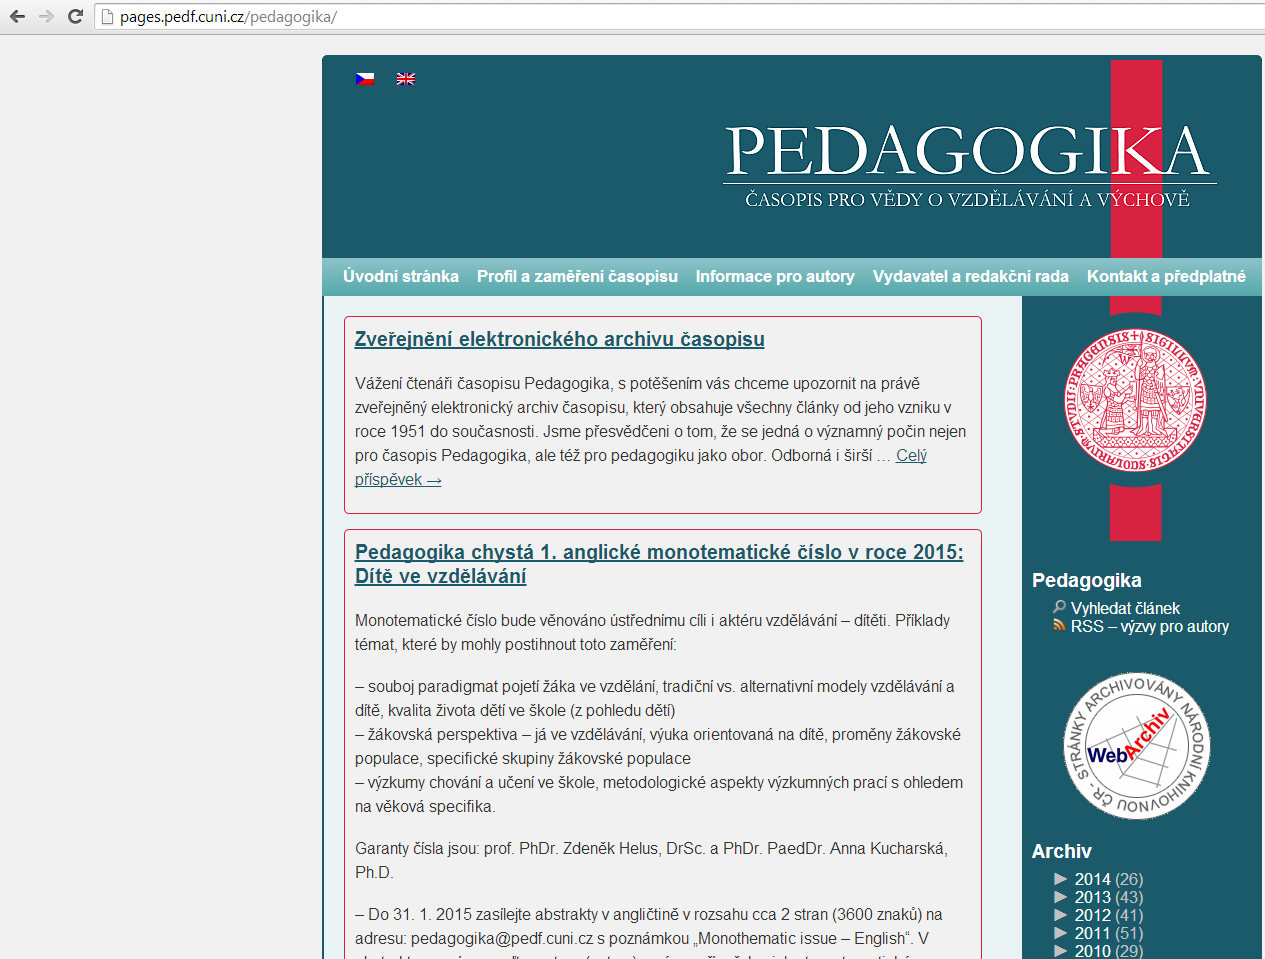 pages.pedf.cuni.cz/pedagogika/
PEDAGOGIKA
ČASOPIS PRO VĚDY O VZDĚLÁVÁNÍ A VÝCHOVĚ
Úvodní stránka Profil a zaměření časopisu Informace pro autory Vydavatel a redakční rada Kontakt a předplatné
Zveřejnění elektronického archivu časopisu
Vážení čtenáři časopisu Pedagogika, s potěšením vás chceme upozornit na právě
zveřejněný elektronický archiv časopisu, který obsahuje všechny články od jeho vzniku v
roce 1951 do současnosti. Jsme přesvědčeni o tom, že se jedná o významný počin nejen
pro časopis Pedagogika, ale též pro pedagogiku jako obor. Odborná i širší … Celý
příspěvek →
Pedagogika chystá 1. anglické monotematické číslo v roce 2015:
Dítě ve vzdělávání
Monotematické číslo bude věnováno ústřednímu cíli i aktéru vzdělávání – dítěti. Příklady
témat, které by mohly postihnout toto zaměření:
– souboj paradigmat pojetí žáka ve vzdělání, tradiční vs. alternativní modely vzdělávání a
dítě, kvalita života dětí ve škole (z pohledu dětí)
– žákovská perspektiva – já ve vzdělávání, výuka orientovaná na dítě, proměny žákovské
populace, specifické skupiny žákovské populace
– výzkumy chování a učení ve škole, metodologické aspekty výzkumných prací s ohledem
na věková specifika.
Garanty čísla jsou: prof. PhDr. Zdeněk Helus, DrSc. a PhDr. PaedDr. Anna Kucharská,
Ph.D.
– Do 31. 1. 2015 zasílejte abstrakty v angličtině v rozsahu cca 2 stran (3600 znaků) na
adresu: pedagogika@pedf.cuni.cz s poznámkou „Monothematic issue – English“. V
Pedagogika
Vyhledat článek
RSS – výzvy pro autory
STRÁNKY ARCHIVOVÁNY NÁRODNÍ KNIHOVNOU ČR -
WebArchiv
Archiv
2014 (26)
2013 (43)
2012 (41)
2011 (51)
2010 (29)